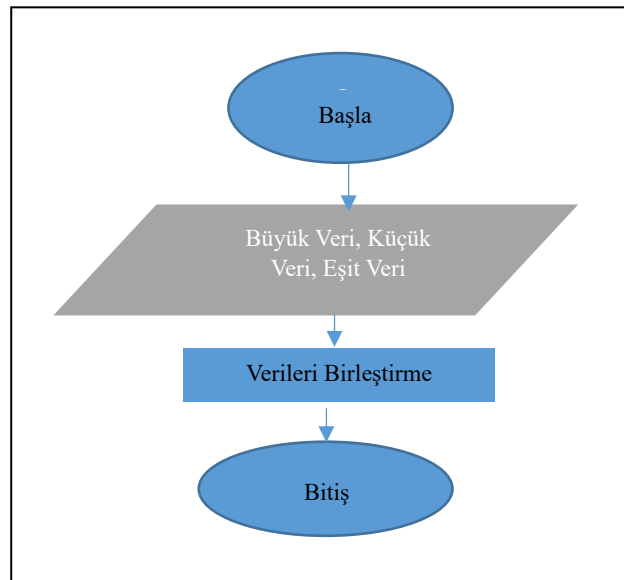 Başla
Büyük Veri, Küçük
Veri, Eşit Veri
Verileri Birleştirme
Bitiş